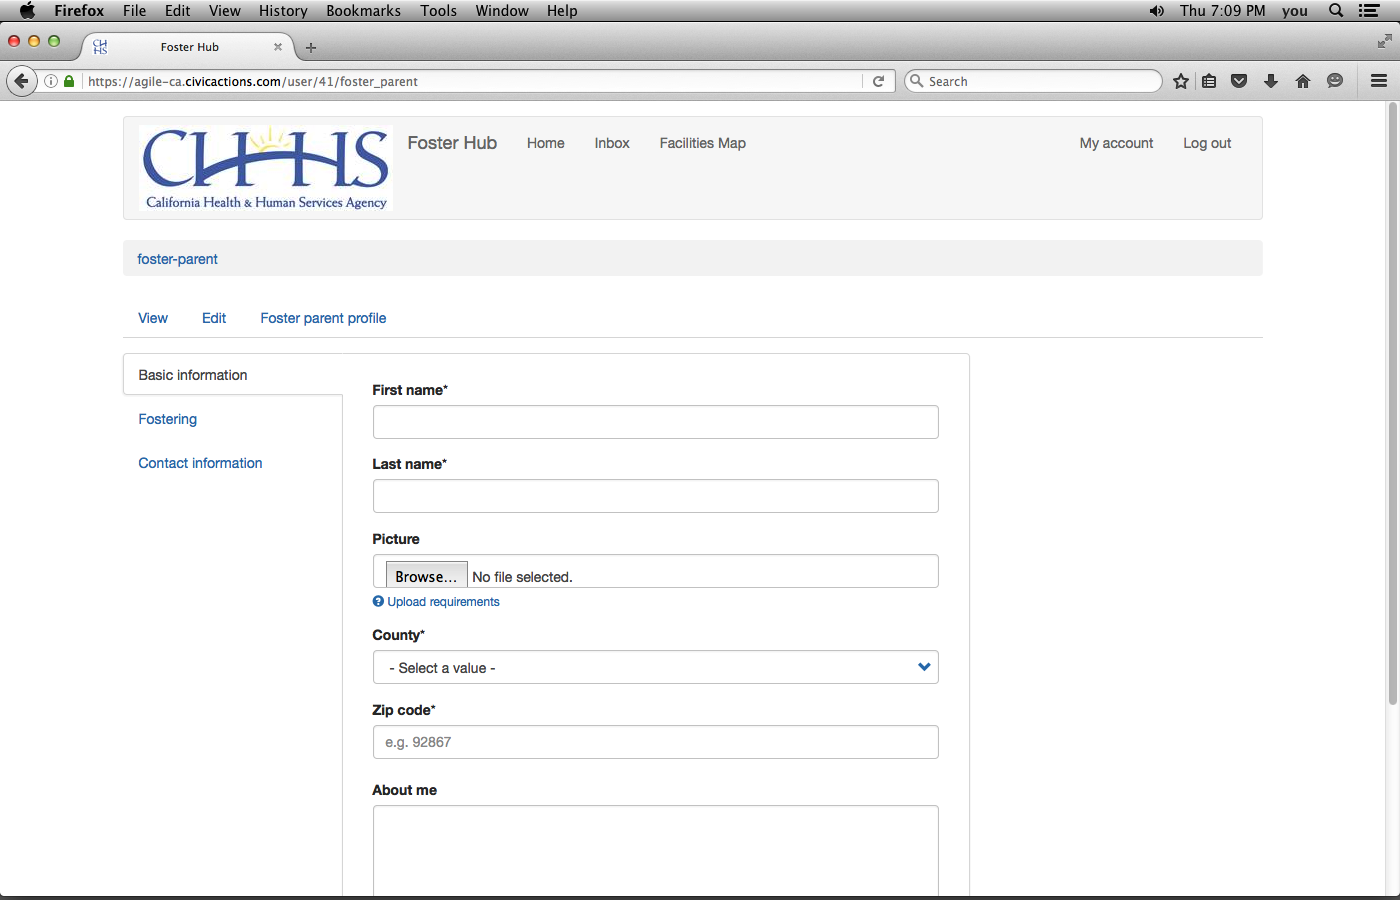 Firefox File Edit View History Bookmarks Tools Window Help Thu 7:09 PM you
CH HS Foster Hub
https://agile-ca.civicactions.com/user/41/foster_parent Search
CHHS
California Health & Human Services Agency
Foster Hub Home Inbox Facilities Map My account Log out
foster-parent
View Edit Foster parent profile
Basic information
Fostering
Contact information
First name*
Last name*
Picture
Browse... No file selected.
Upload requirements
County*
- Select a value -
Zip code*
e.g. 92867
About me